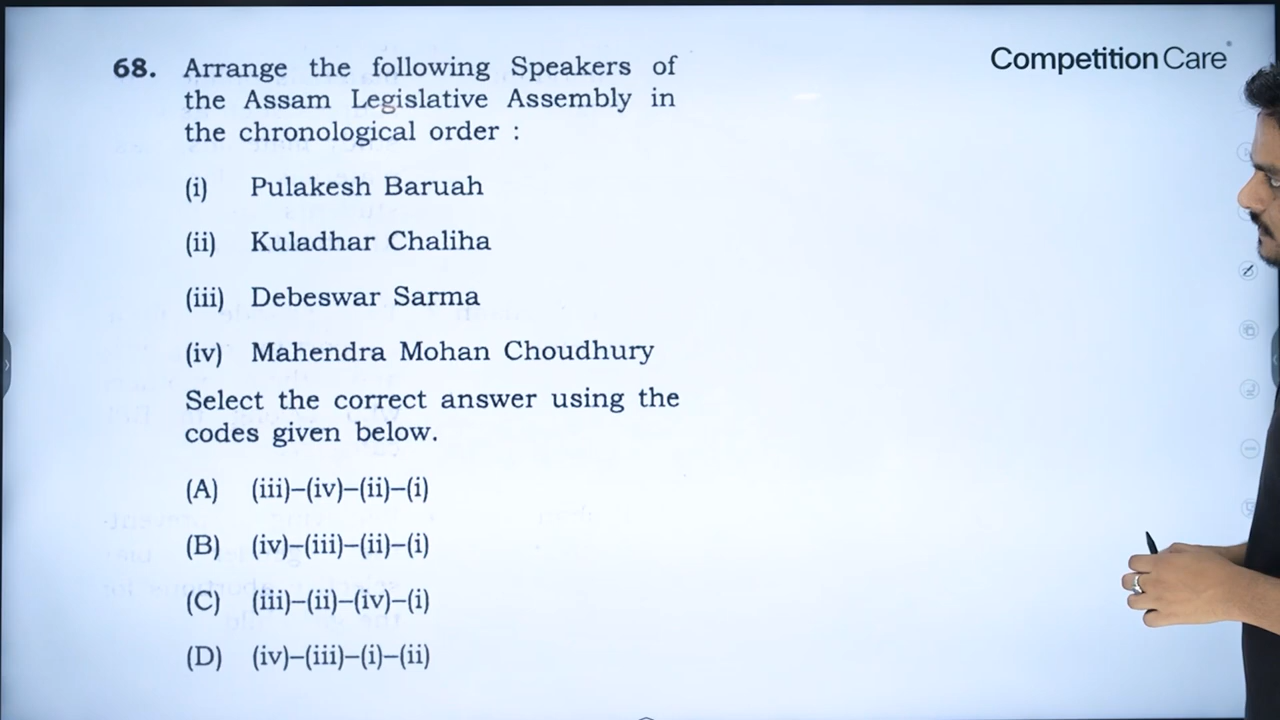 Competition Care
68. Arrange the following Speakers of
the Assam Legislative Assembly in
the chronological order :
(i) Pulakesh Baruah
(ii) Kuladhar Chaliha
(iii) Debeswar Sarma
(iv) Mahendra Mohan Choudhury
Select the correct answer using the
codes given below.
(A) (iii)–(iv)–(ii)–(i)
(B) (iv)–(iii)–(ii)–(i)
(C) (iii)–(ii)–(iv)–(i)
(D) (iv)–(iii)–(i)–(ii)